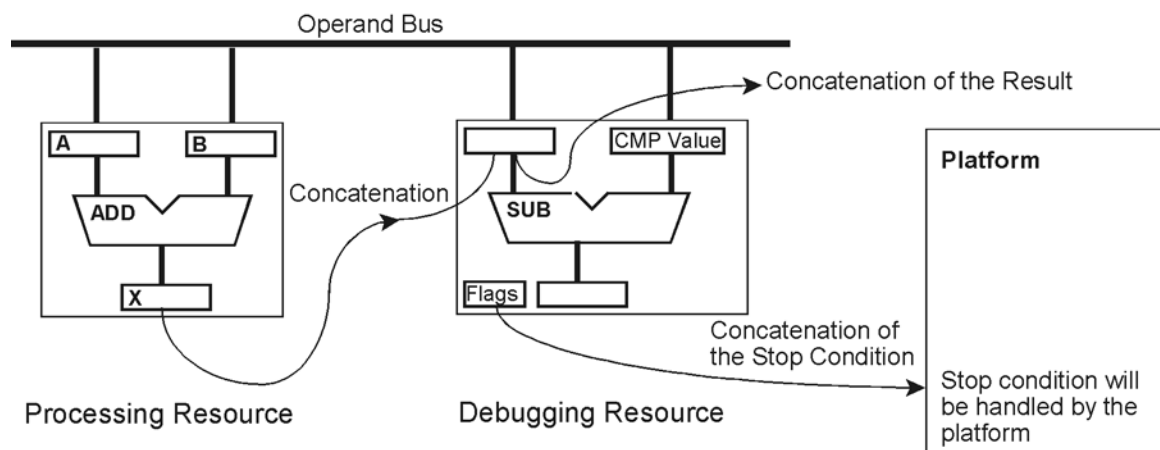 Operand Bus
Concatenation of the Result
A
B
CMP Value
Platform
Concatenation
ADD
SUB
X
Flags
Concatenation of
the Stop Condition
Stop condition will
be handled by the
platform
Processing Resource
Debugging Resource